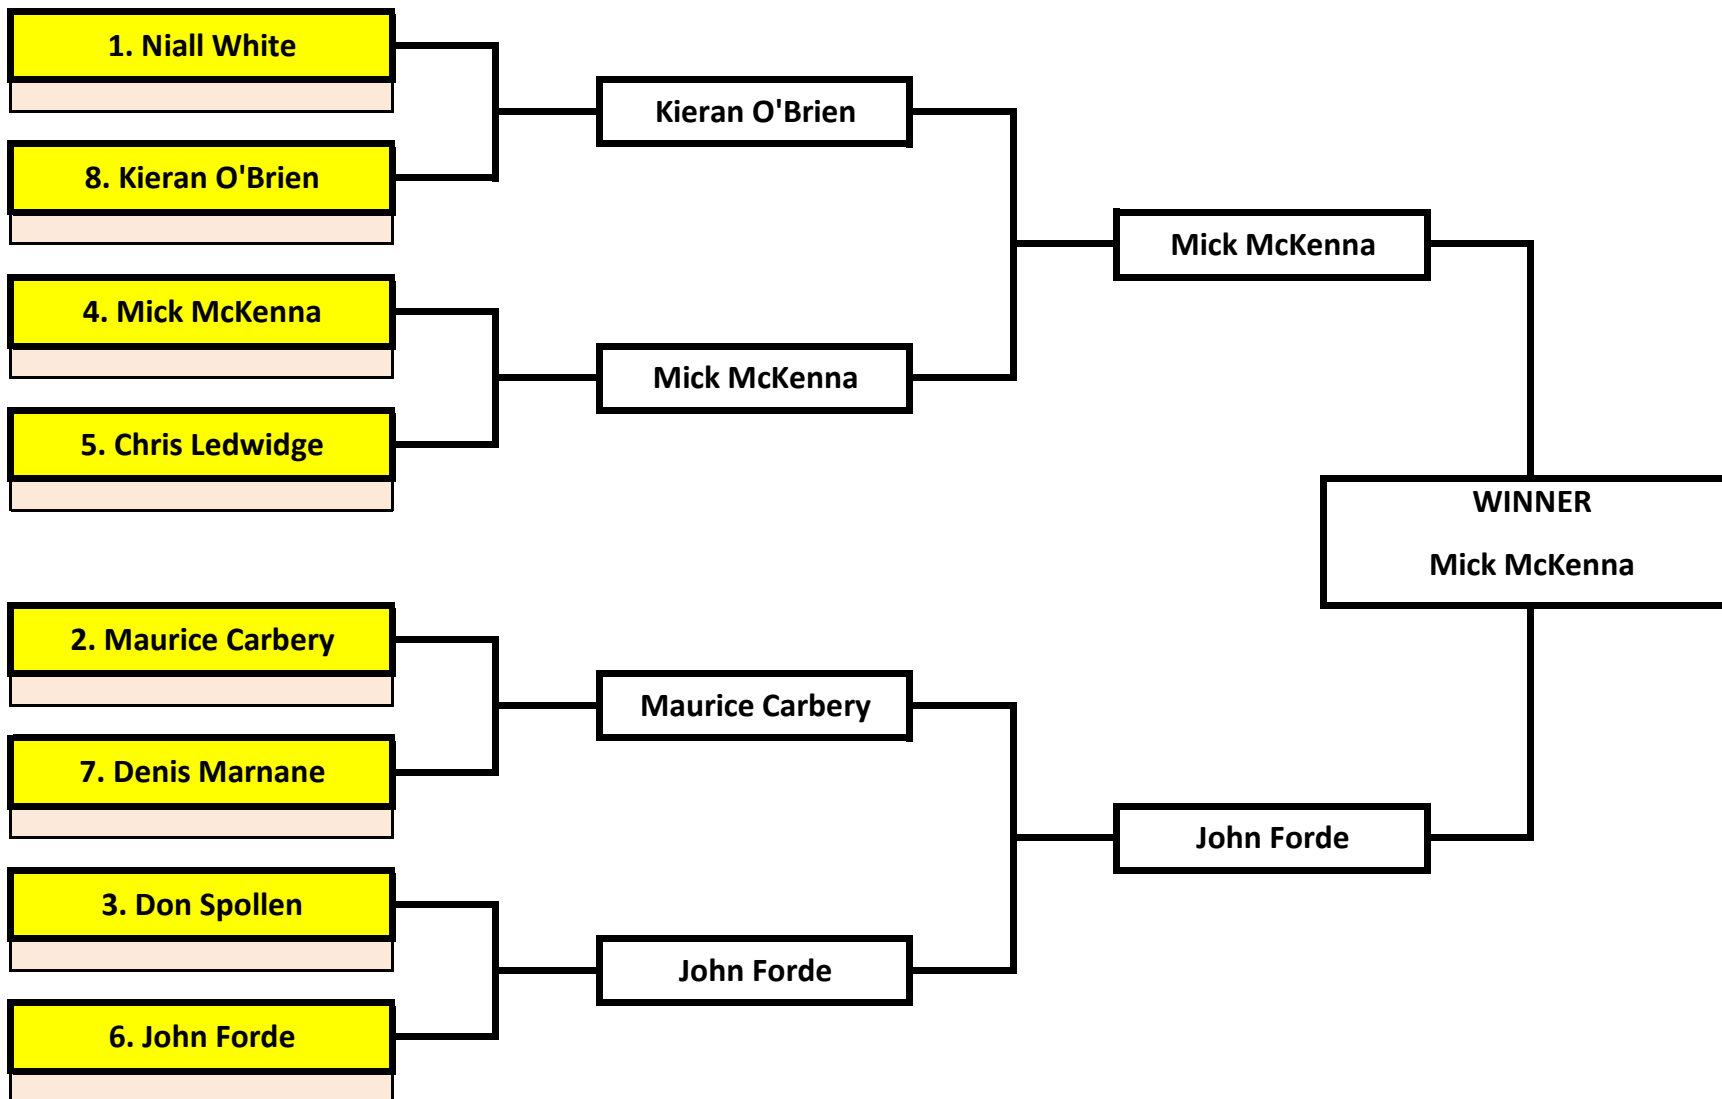 1. Niall White
8. Kieran O'Brien
4. Mick McKenna
5. Chris Ledwidge
2. Maurice Carbery
7. Denis Marnane
3. Don Spollen
6. John Forde
Kieran O'Brien
Mick McKenna
Maurice Carbery
John Forde
Mick McKenna
John Forde
WINNER
Mick McKenna